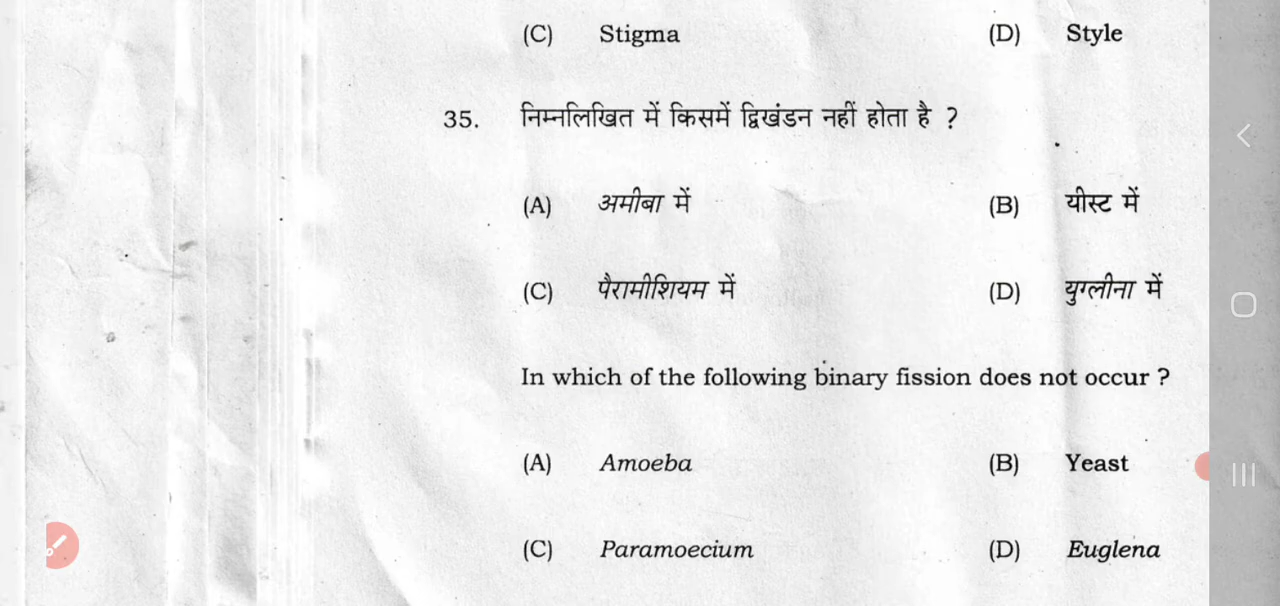 (C) Stigma (D) Style
35. निम्नलिखित में किसमें द्विखंडन नहीं होता है ?
(A) अमीबा में (B) यीस्ट में
(C) पैरामीशियम में (D) युग्लीना में
In which of the following binary fission does not occur ?
(A) Amoeba (B) Yeast
(C) Paramoecium (D) Euglena